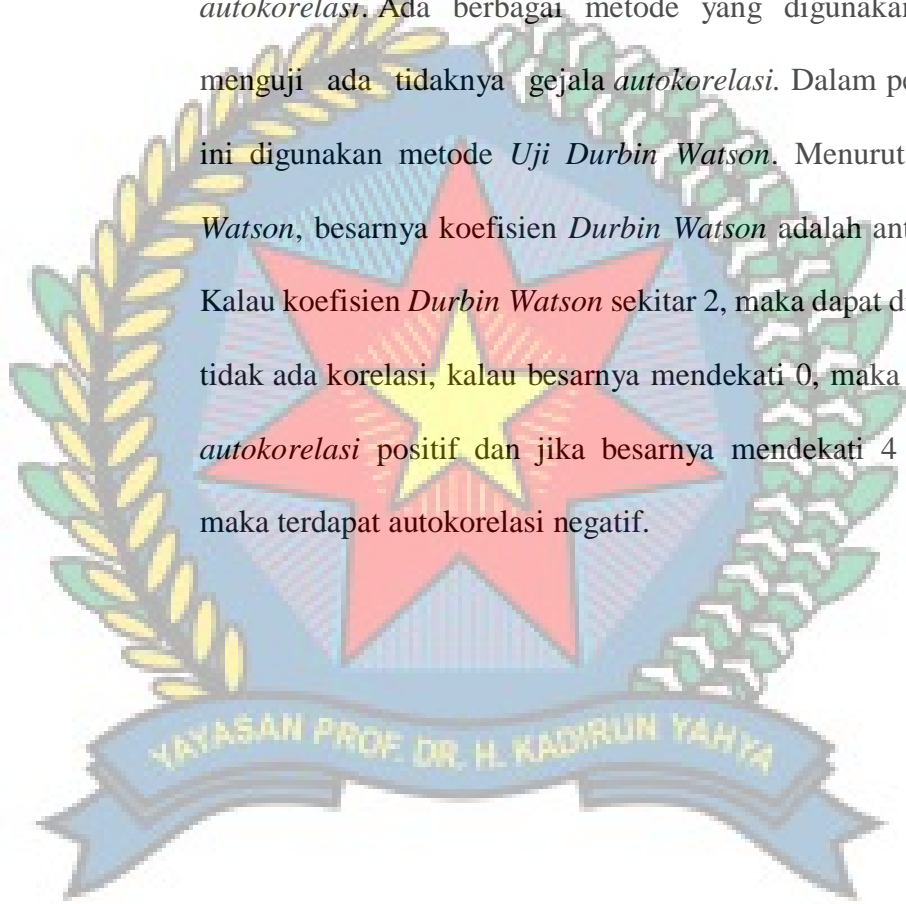 autokorelasi. Ada berbagai metode yang digunakan
menguji ada tidaknya gejala autokorelasi. Dalam
ini digunakan metode Uji Durbin Watson. Menurut
Watson, besarnya koefisien Durbin Watson adalah
Kalau koefisien Durbin Watson sekitar 2, maka dapat
tidak ada korelasi, kalau besarnya mendekati 0, maka
autokorelasi positif dan jika besarnya mendekati 4
maka terdapat autokorelasi negatif.
YAYASAN PROF. DR. H. KADIRUN YAHYA